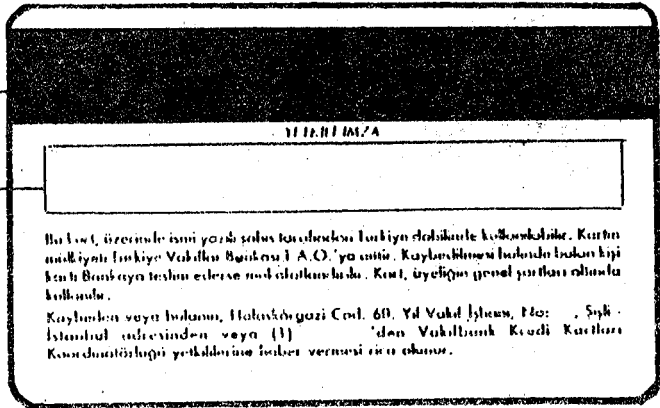 YETKİLİ İMZA
Bu kart, üzerinde ismi yazılı şahıs tarafından Türkiye dahilinde kullanılabilir. Kartın
mülkiyeti Türkiye Vakıflar Bankası T.A.O.'ya aittir. Kaybedilmesi halinde bulan kişi
kartı Bankaya teslim ederse mükafatlandırılır. Kart, üyeliğin genel şartları altında
kullanılır.
Kaybeden veya bulanın, Halaskargazi Cad. 60. Yıl Vakıf İşhanı, No: , Şişli -
İstanbul adresinden veya (1) 'den Vakıfbank Kredi Kartları
Koordinatörlüğü yetkililerine haber vermesi rica olunur.